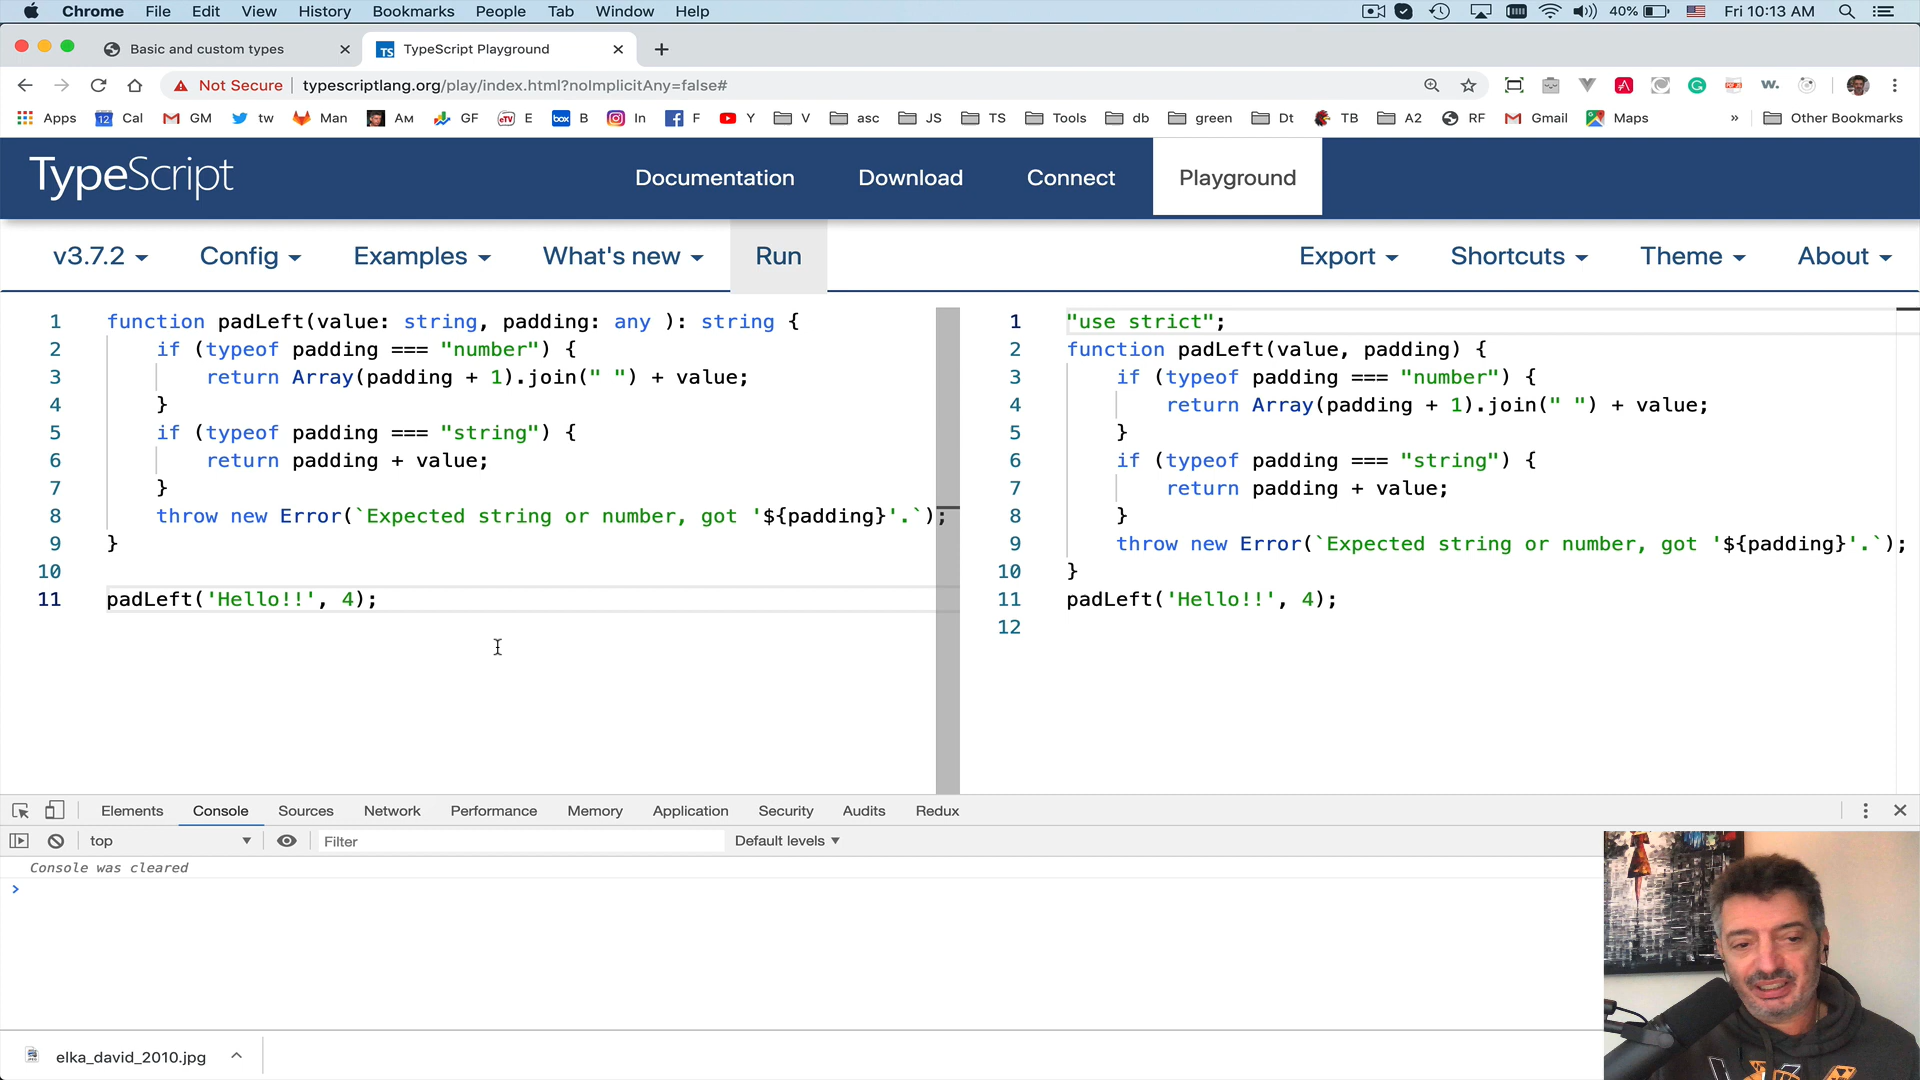 Chrome File Edit View History Bookmarks People Tab Window Help 40% Fri 10:13 AM
Basic and custom types TS TypeScript Playground
Not Secure typescriptlang.org/play/index.html?noImplicitAny=false#
Apps 12 Cal GM tw Man Ам GF eTV E box B In F Y V asc JS TS Tools db green Dt TB A2 RF Gmail Maps » Other Bookmarks
TypeScript Documentation Download Connect Playground
v3.7.2 Config Examples What's new Run Export Shortcuts Theme About
1 function padLeft(value: string, padding: any ): string {
2 if (typeof padding === "number") {
3 return Array(padding + 1).join(" ") + value;
4 }
5 if (typeof padding === "string") {
6 return padding + value;
7 }
8 throw new Error(`Expected string or number, got '${padding}'.`);
9 }
10
11 padLeft('Hello!!', 4);
1 "use strict";
2 function padLeft(value, padding) {
3 if (typeof padding === "number") {
4 return Array(padding + 1).join(" ") + value;
5 }
6 if (typeof padding === "string") {
7 return padding + value;
8 }
9 throw new Error(`Expected string or number, got '${padding}'.`);
10 }
11 padLeft('Hello!!', 4);
12
Elements Console Sources Network Performance Memory Application Security Audits Redux
top Filter Default levels
Console was cleared
>
elka_david_2010.jpg